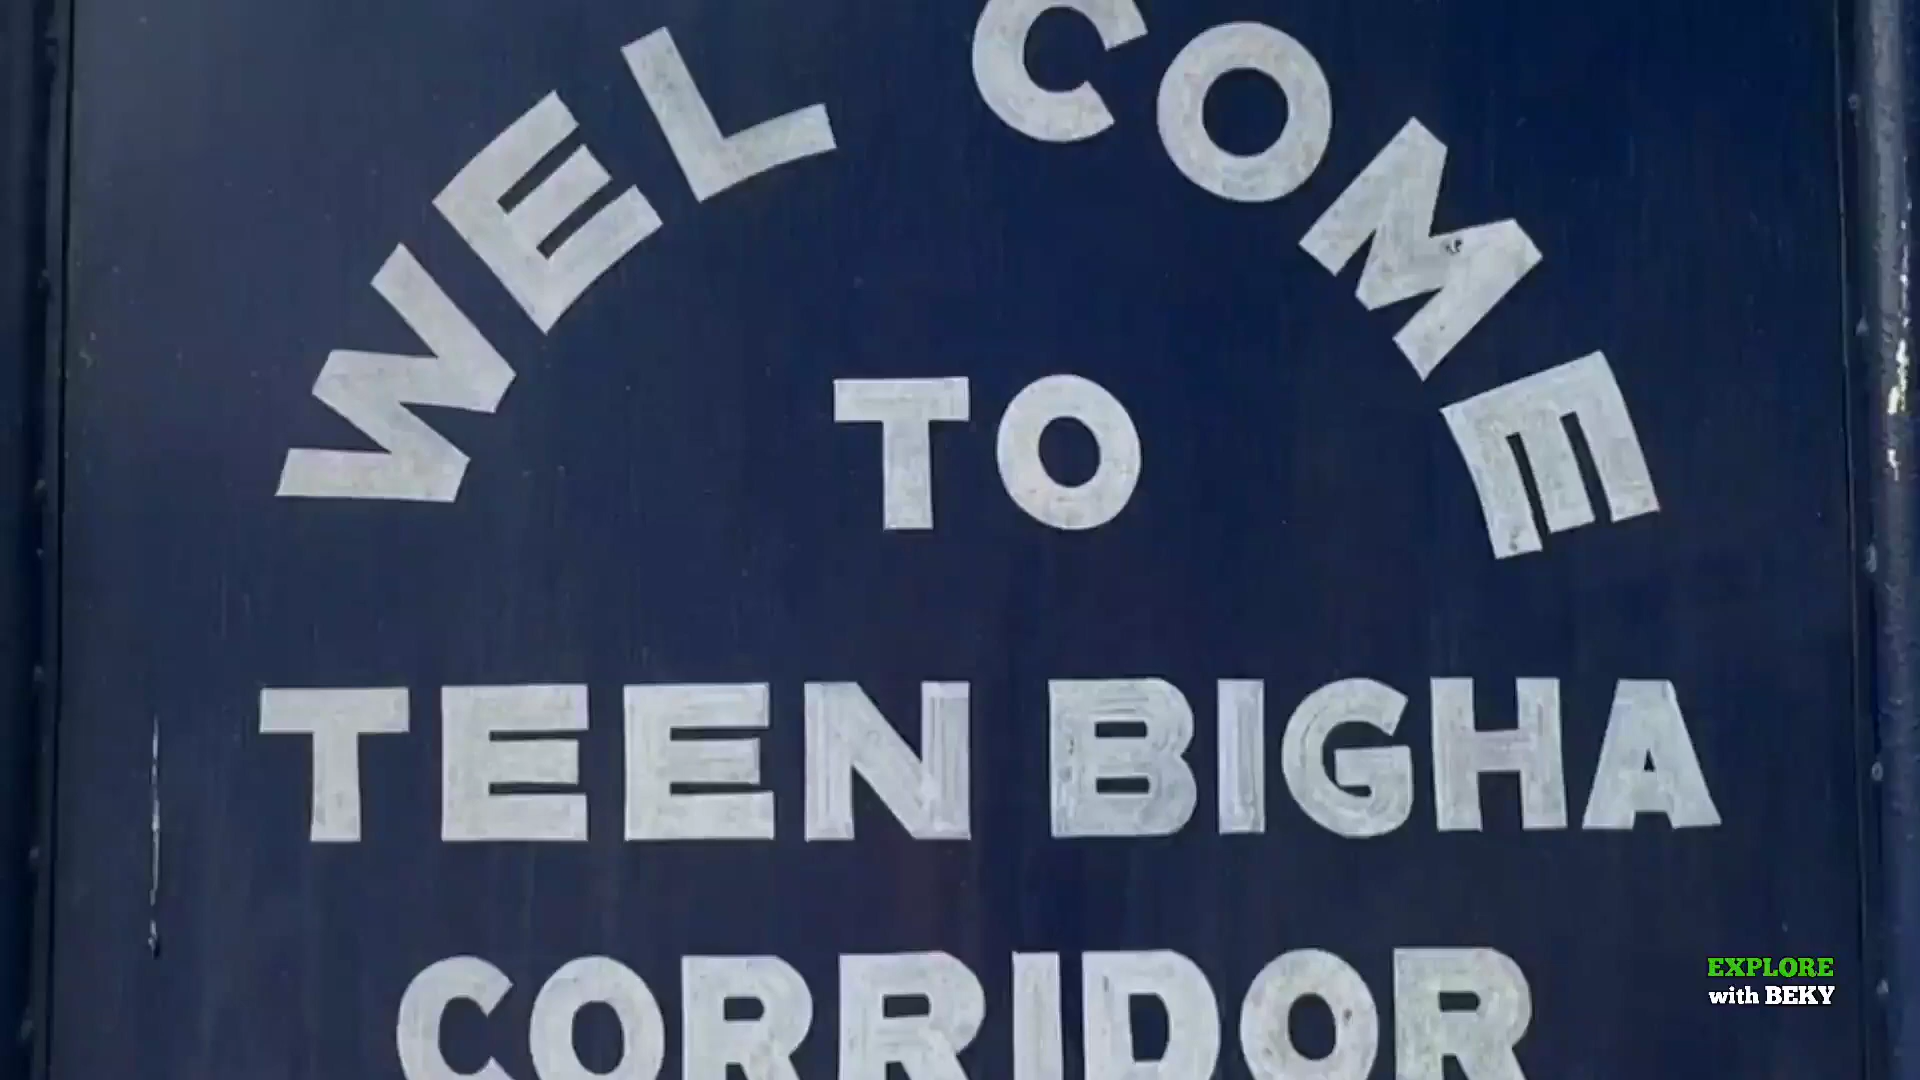 WEL COME
TO
TEEN BIGHA
CORRIDOR
EXPLORE
with BEKY